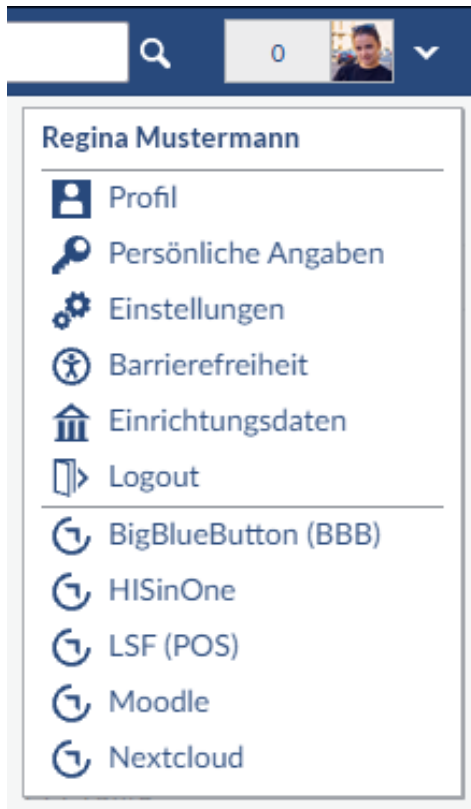 0
Regina Mustermann
Profil
Persönliche Angaben
Einstellungen
Barrierefreiheit
Einrichtungsdaten
Logout
BigBlueButton (BBB)
HISinOne
LSF (POS)
Moodle
Nextcloud